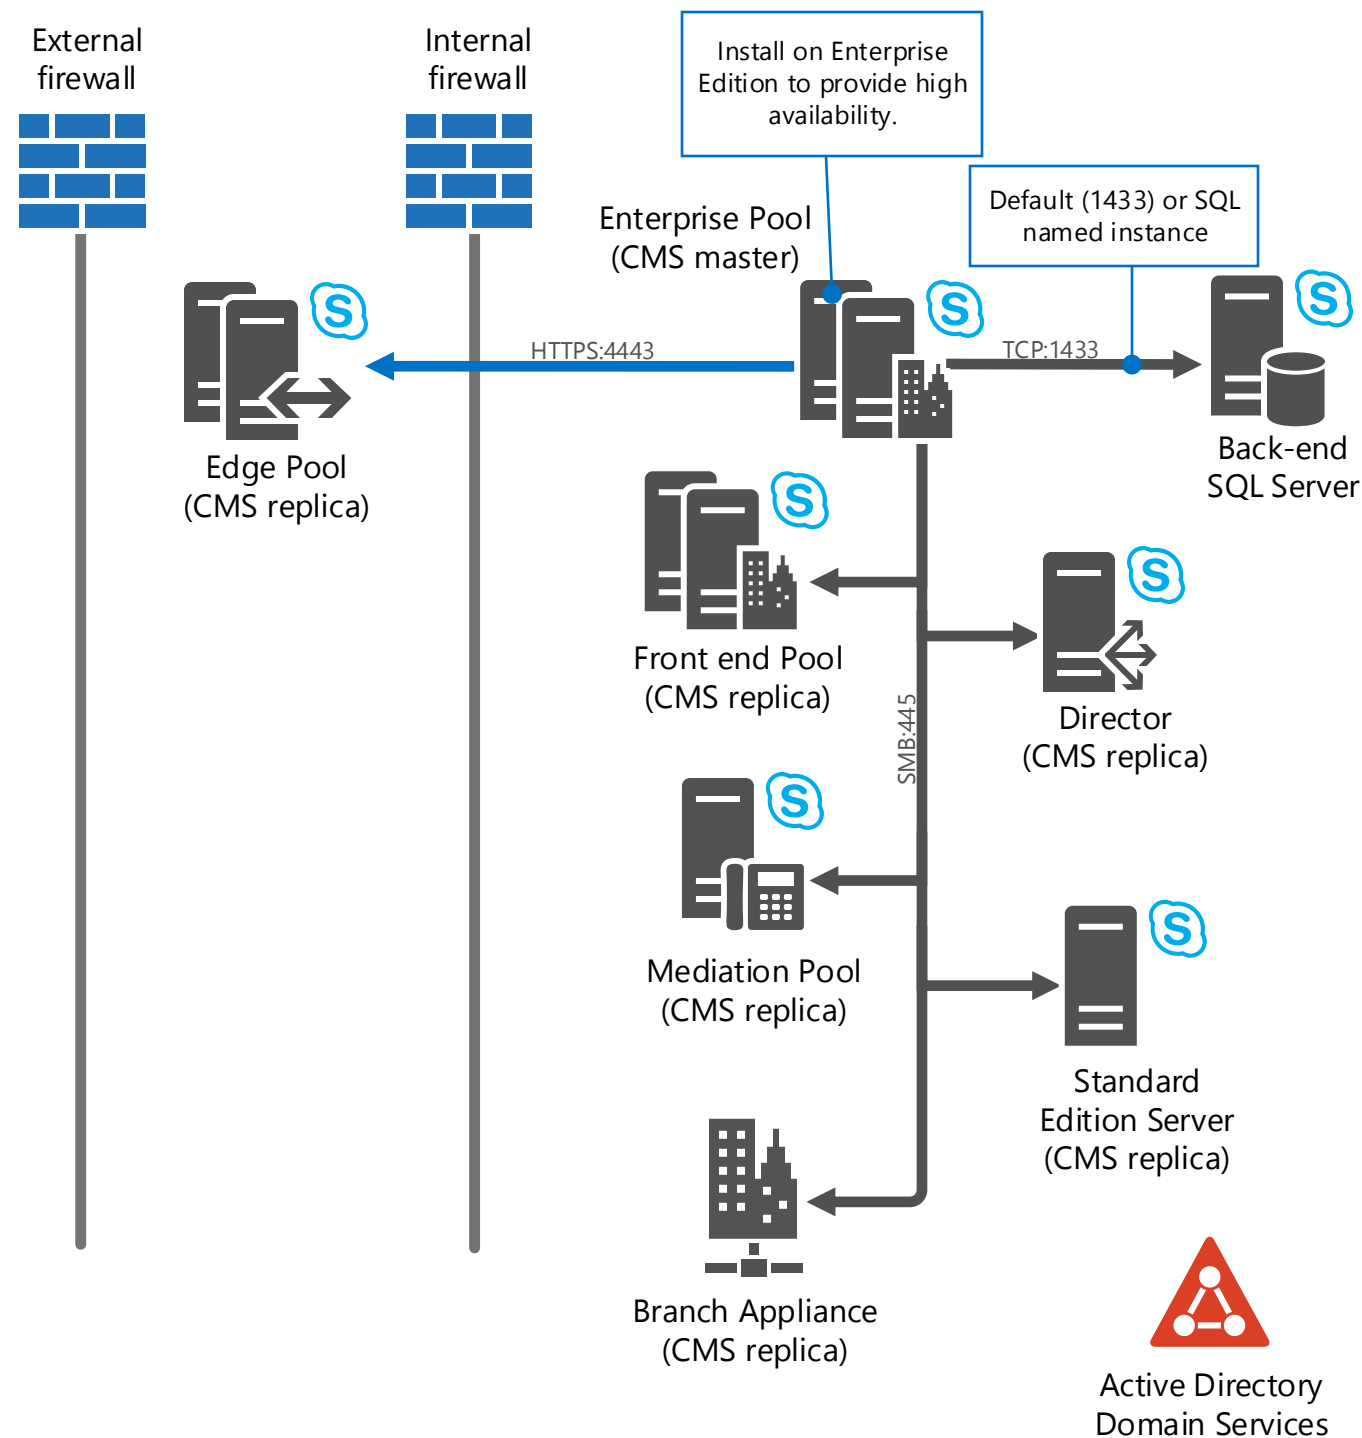 External
firewall
Internal
firewall
Install on Enterprise
Edition to provide high
availability.
Default (1433) or SQL
named instance
Enterprise Pool
(CMS master)
S
S
S
HTTPS:4443
TCP:1433
Edge Pool
(CMS replica)
Back-end
SQL Server
S
Front end Pool
(CMS replica)
S
Director
(CMS replica)
SMB:445
S
Mediation Pool
(CMS replica)
S
Standard
Edition Server
(CMS replica)
Branch Appliance
(CMS replica)
Active Directory
Domain Services